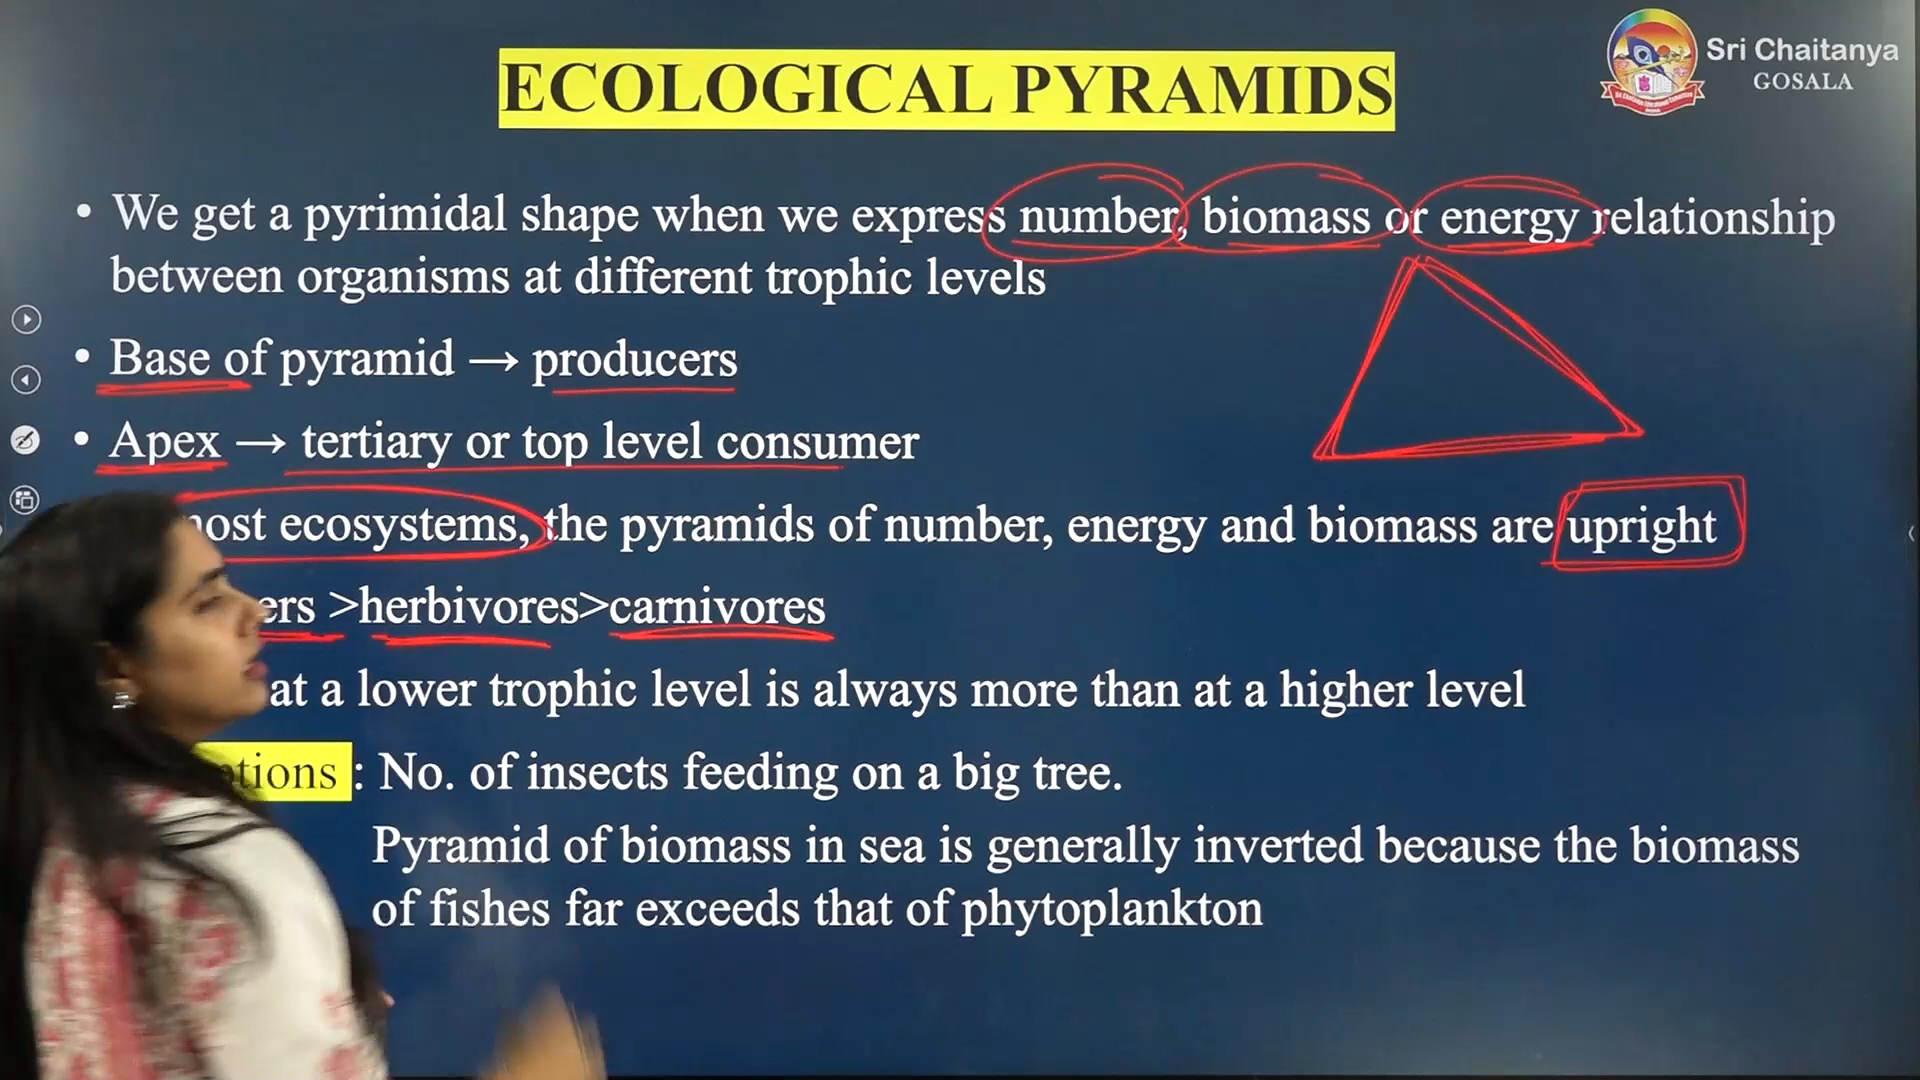 ECOLOGICAL PYRAMIDS
Sri Chaitanya
GOSALA
• We get a pyrimidal shape when we express number, biomass or energy relationship
between organisms at different trophic levels
• Base of pyramid → producers
• Apex → tertiary or top level consumer
ecosystems, the pyramids of number, energy and biomass are upright
>herbivores>carnivores
at a lower trophic level is always more than at a higher level
: No. of insects feeding on a big tree.
Pyramid of biomass in sea is generally inverted because the biomass
of fishes far exceeds that of phytoplankton